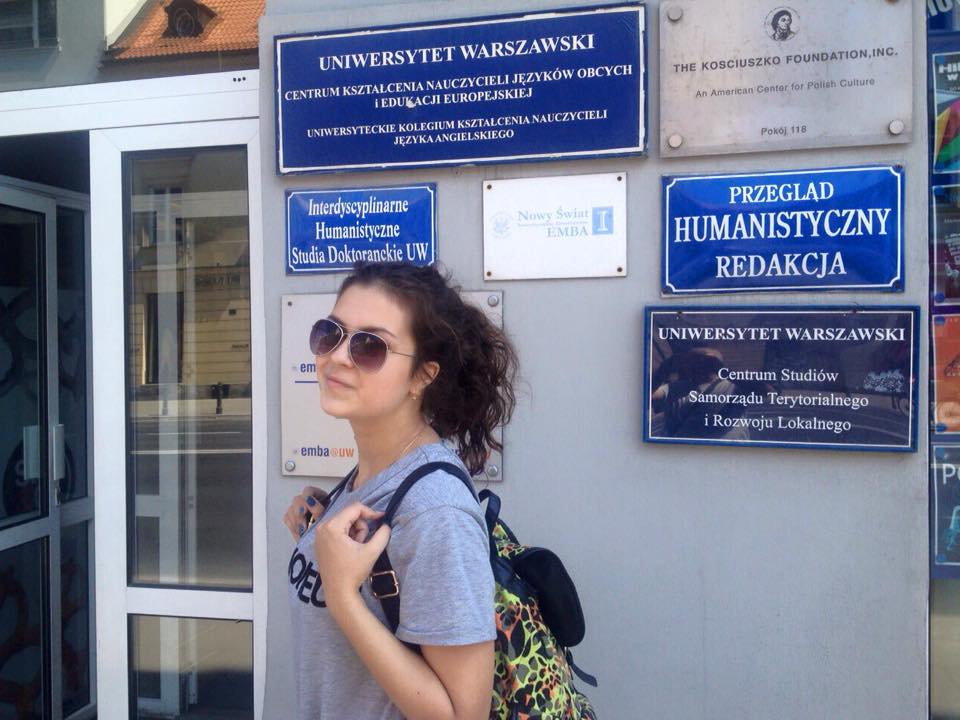 UNIWERSYTET WARSZAWSKI
CENTRUM KSZTAŁCENIA NAUCZYCIELI JĘZYKÓW OBCYCH
i EDUKACJI EUROPEJSKIEJ
UNIWERSYTECKIE KOLEGIUM KSZTAŁCENIA NAUCZYCIELI
JĘZYKA ANGIELSKIEGO
THE KOSCIUSZKO FOUNDATION, INC.
An American Center for Polish Culture
Pokój 118
Interdyscyplinarne
Humanistyczne
Studia Doktoranckie UW
Nowy Świat
EMBA
PRZEGLĄD
HUMANISTYCZNY
REDAKCJA
UNIWERSYTET WARSZAWSKI
Centrum Studiów
Samorządu Terytorialnego
i Rozwoju Lokalnego
em
emba@uw